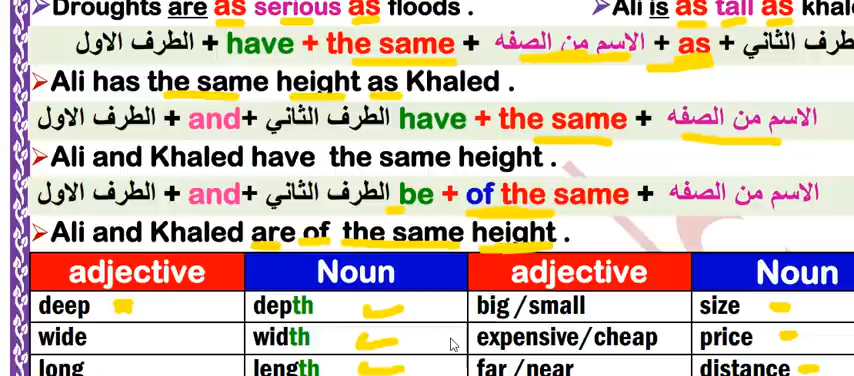 ➢Droughts are as serious as floods . ➢Ali is as tall as
الطرف الاول + have + the same + الاسم من الصفه + as + الثاني
➢Ali has the same height as Khaled .
الطرف الاول + and+ الطرف الثاني have + the same + الاسم من الصفه
➢Ali and Khaled have the same height .
الطرف الاول + and+ الطرف الثاني be + of the same + الاسم من الصفه
➢Ali and Khaled are of the same height .
adjective Noun adjective Noun
deep depth big /small size
wide width expensive/cheap price
long length far /near distance